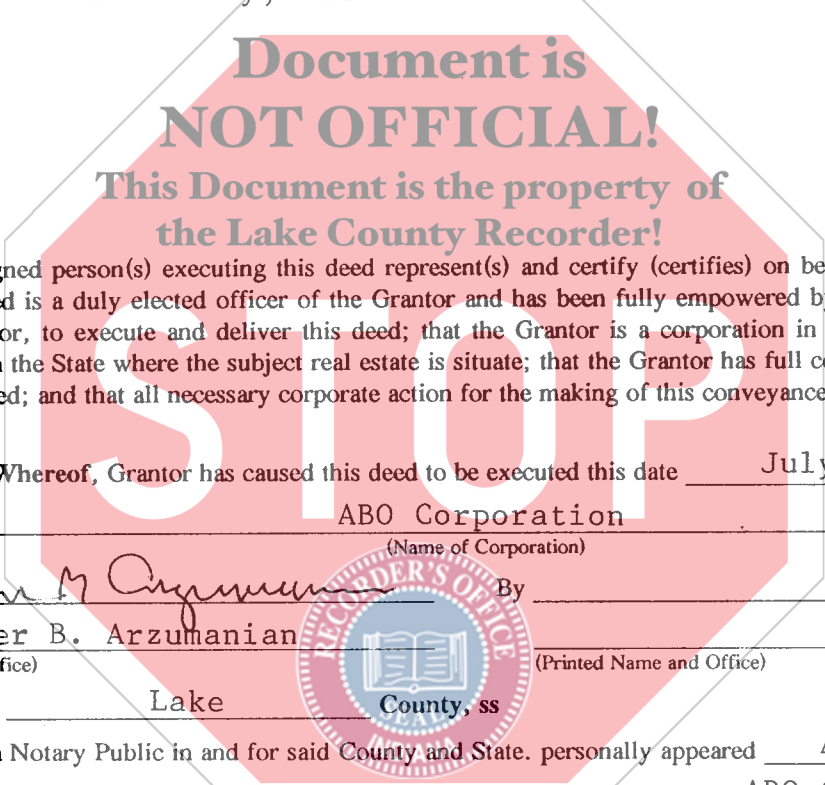 Document is
NOT OFFICIAL!
This Document is the property of
the Lake County Recorder!
gned person(s) executing this deed represent(s) and certify (certifies) on be
d is a duly elected officer of the Grantor and has been fully empowered b
or, to execute and deliver this deed; that the Grantor is a corporation in
the State where the subject real estate is situate; that the Grantor has full c
ed; and that all necessary corporate action for the making of this conveyance
STOP
Whereof, Grantor has caused this deed to be executed this date July
ABO Corporation
(Name of Corporation)
By
er B. Arzumanian
fice)
(Printed Name and Office)
RECORDER'S OFFICE
SEAL
INDIANA
Lake County, ss
Notary Public in and for said County and State. personally appeared